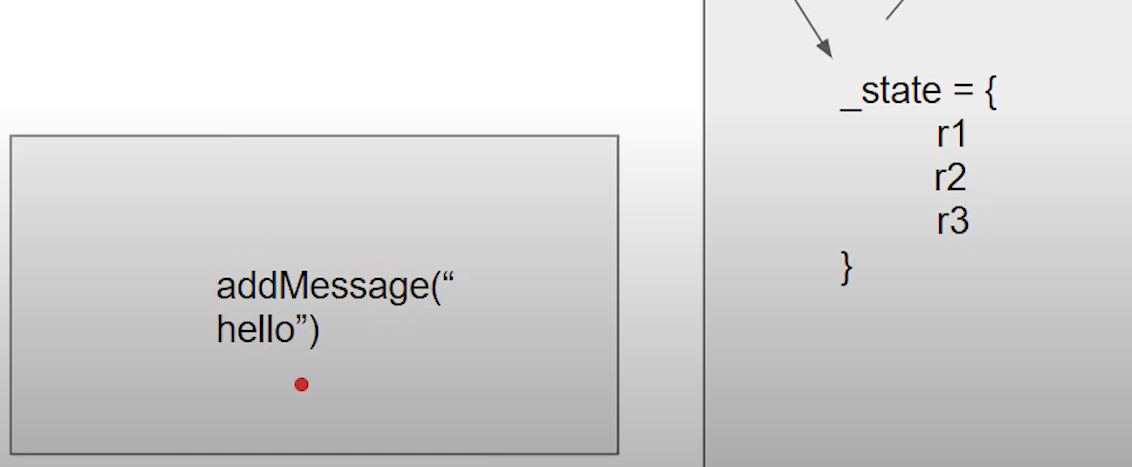 addMessage(“
hello”)
_state = {
r1
r2
r3
}